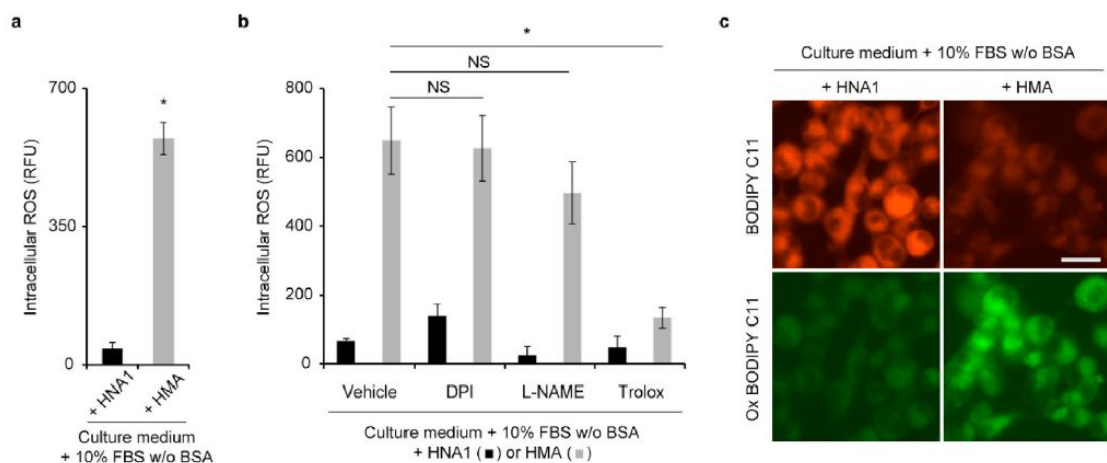 a
Intracellular ROS (RFU)
700
350
0
*
+ HNA1
+ HMA
Culture medium
+ 10% FBS w/o BSA
b
Intracellular ROS (RFU)
800
600
400
200
0
*
NS
NS
Vehicle
DPI
L-NAME
Trolox
Culture medium + 10% FBS w/o BSA
+ HNA1 (■) or HMA (■)
c
Culture medium + 10% FBS w/o BSA
+ HNA1
+ HMA
BODIPY C11
Ox BODIPY C11